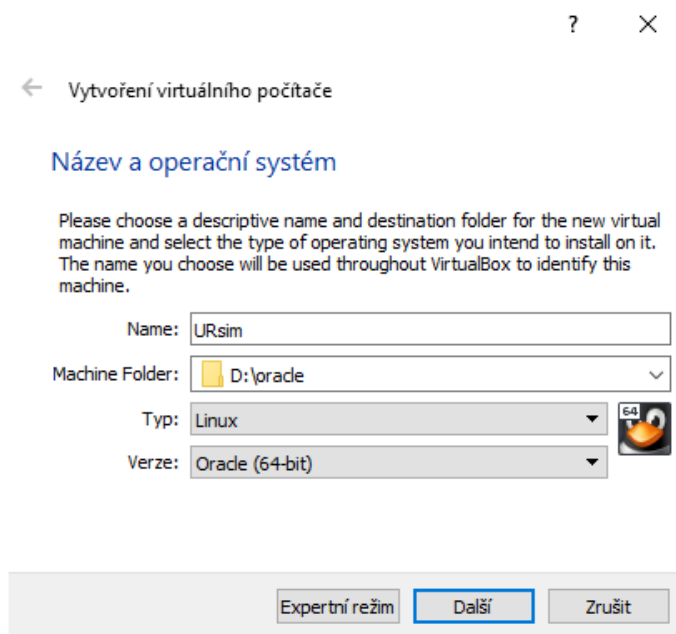 ?
Vytvoření virtuálního počítače
Název a operační systém
Please choose a descriptive name and destination folder for the new virtual
machine and select the type of operating system you intend to install on it.
The name you choose will be used throughout VirtualBox to identify this
machine.
Name: URsim
Machine Folder: D:\oracle
Typ: Linux
64
Verze: Oracle (64-bit)
Expertní režim Další Zrušit